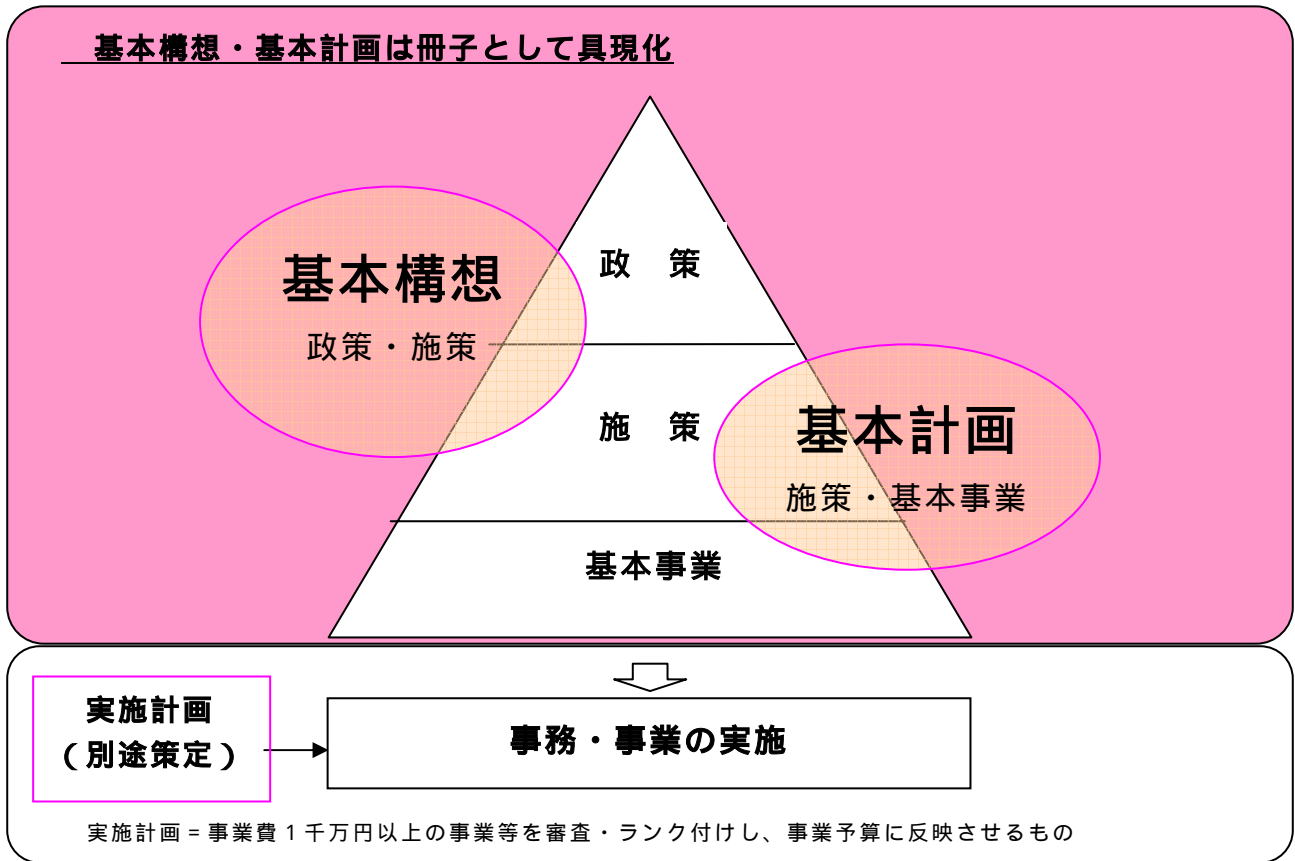 基本構想・基本計画は冊子として具現化
政　策
基本構想
政策・施策
施　策
基本計画
施策・基本事業
基本事業
実施計画
（別途策定）
事務・事業の実施
実施計画＝事業費１千万円以上の事業等を審査・ランク付けし、事業予算に反映させるもの